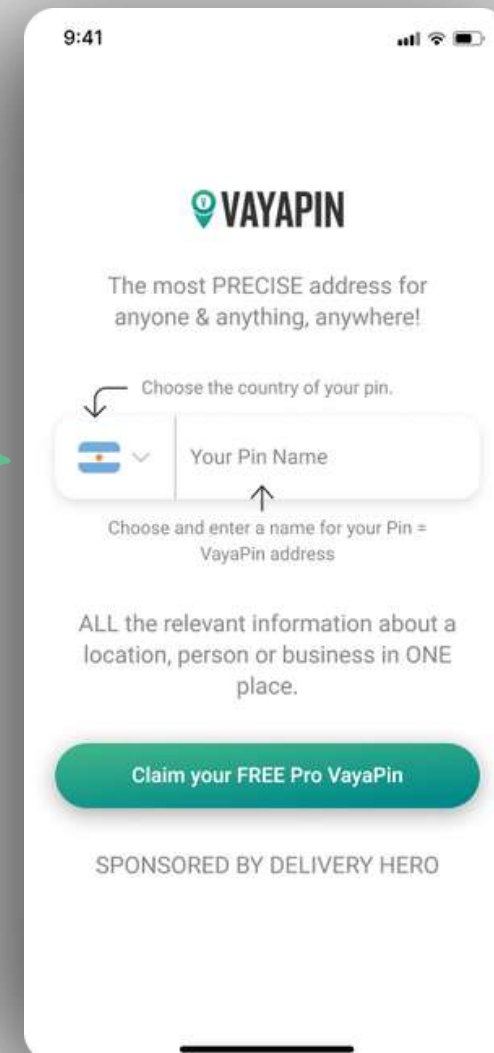 9:41
VAYAPIN
The most PRECISE address for
anyone & anything, anywhere!
Choose the country of your pin.
Your Pin Name
Choose and enter a name for your Pin =
VayaPin address
ALL the relevant information about a
location, person or business in ONE
place.
Claim your FREE Pro VayaPin
SPONSORED BY DELIVERY HERO